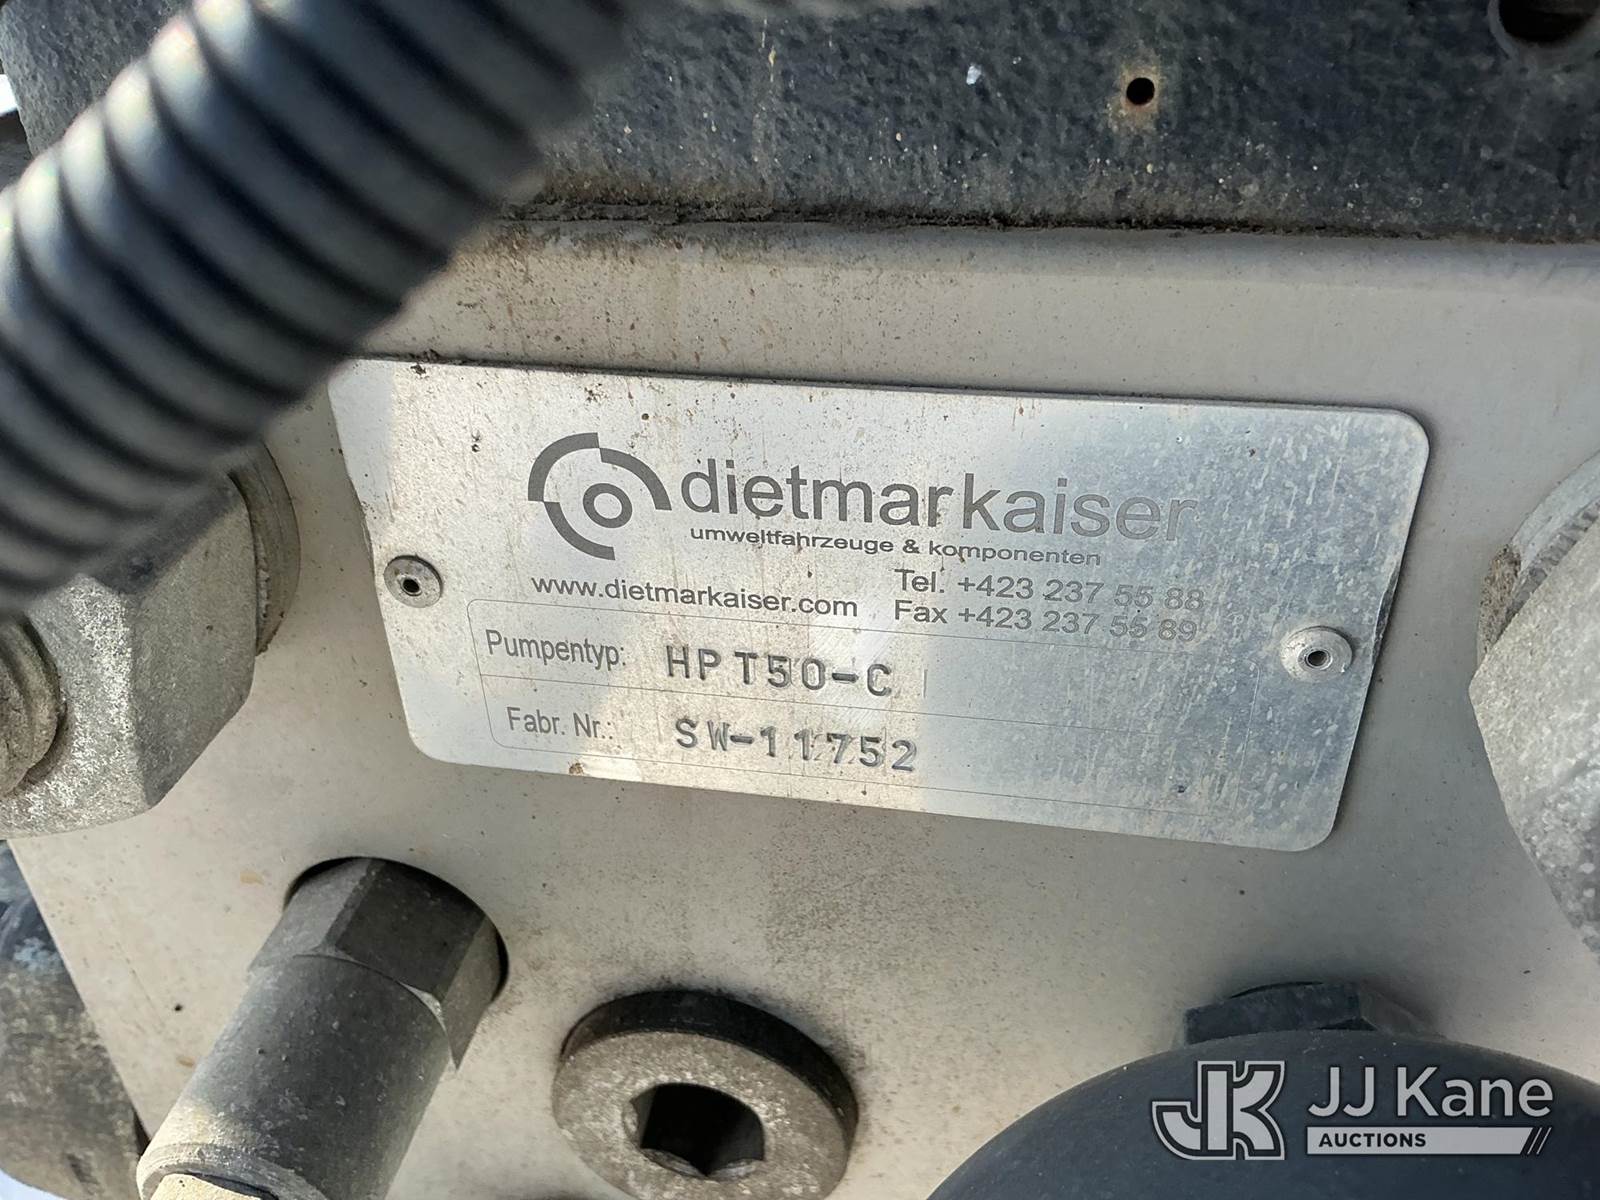 dietmarkaiser
umweltfahrzeuge & komponenten
www.dietmarkaiser.com
Tel. +423 237 55 88
Fax +423 237 55 89
Pumpentyp: HPT50-C
Fabr. Nr.: SW-11752
JK JJ Kane
AUCTIONS